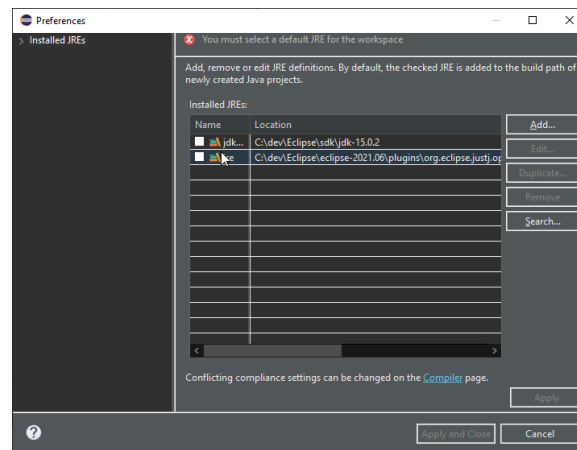 Preferences
Installed JREs
You must select a default JRE for the workspace
Add, remove or edit JRE definitions. By default, the checked JRE is added to the build path of
newly created Java projects.
Installed JREs:
Name Location
jdk... C:\dev\Eclipse\sdk\jdk-15.0.2
C:\dev\Eclipse\eclipse-2021.06\plugins\org.eclipse.justj.op
Add...
Edit...
Duplicate...
Remove
Search...
Conflicting compliance settings can be changed on the Compiler page.
Apply
Apply and Close
Cancel